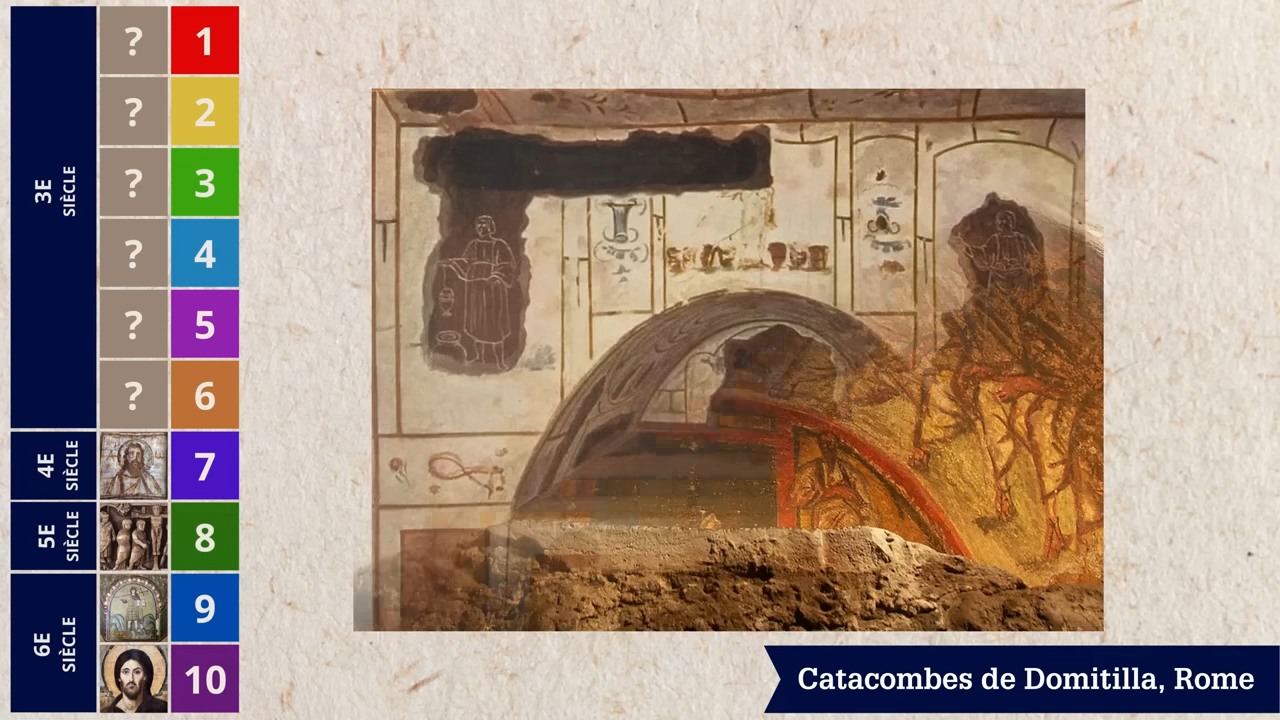 3E
SIÈCLE
? 1
? 2
? 3
? 4
? 5
? 6
4E
SIÈCLE
7
5E
SIÈCLE
8
6E
SIÈCLE
9
10
Catacombes de Domitilla, Rome